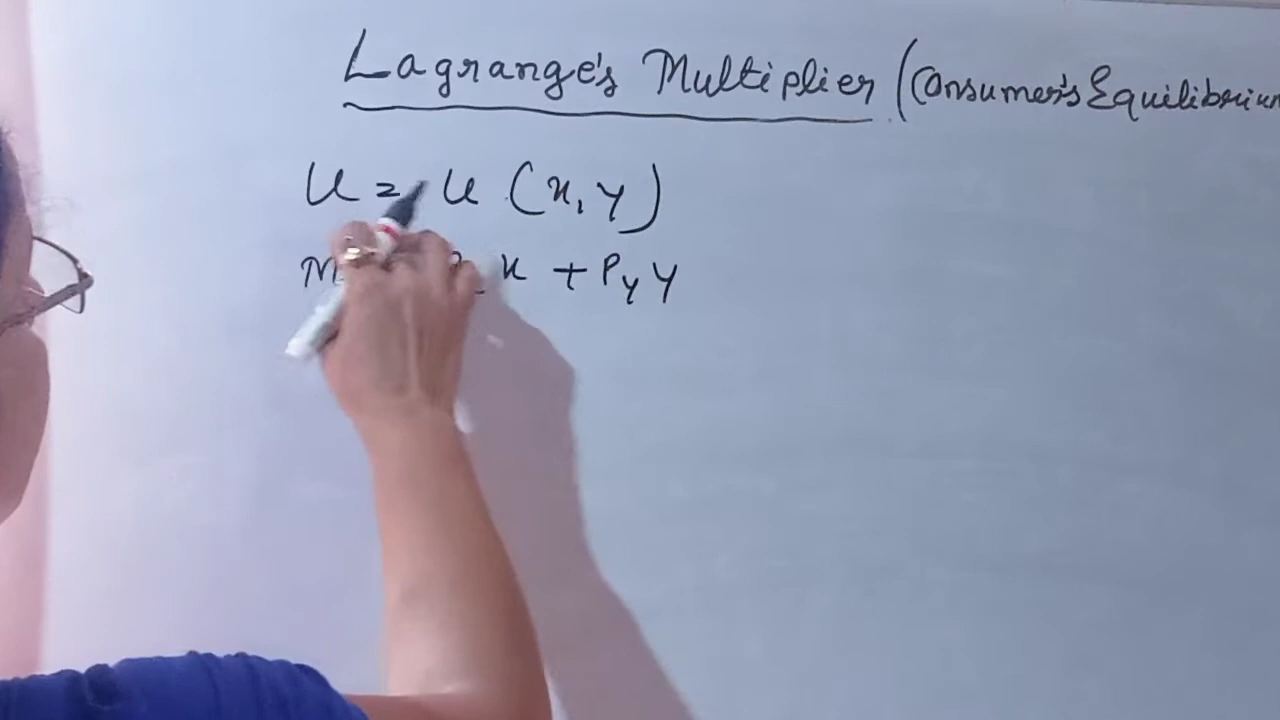 Lagrange's Multiplier (Consumer's Equilibrium
U = U (x, y)
M x + Py y